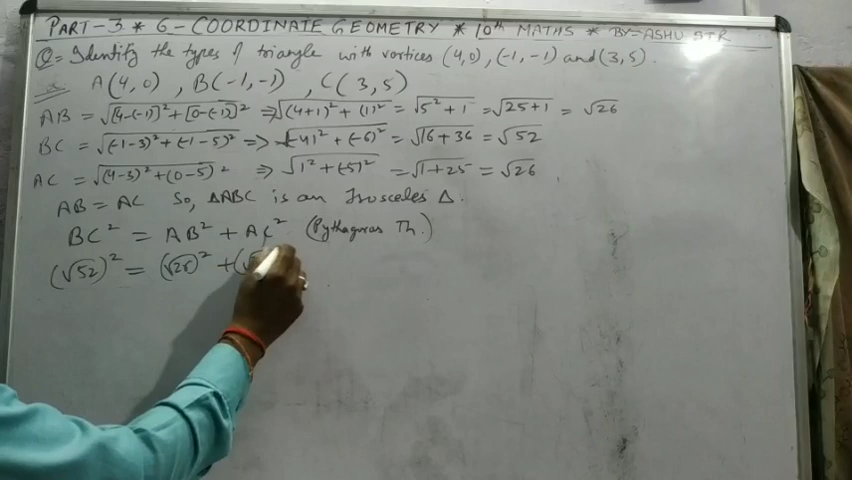 PART-3 * 6-COORDINATE GEOMETRY * 10th MATHS * BY=ASHU SIR
Q= Identify the types of triangle with vertices (4,0), (-1,-1) and (3,5).
A(4,0), B(-1,-1), C(3,5)
AB = √[4-(-1)]²+[0-(-1)]² => √(4+1)²+(1)² = √5²+1 = √25+1 = √26
BC = √(-1-3)²+(-1-5)² => √(-4)²+(-6)² = √16+36 = √52
AC = √(4-3)²+(0-5)² => √1²+(-5)² = √1+25 = √26
AB = AC So, ΔABC is an Isosceles Δ.
BC² = AB² + AC² (Pythagoras Th.)
(√52)² = (√26)² + (√